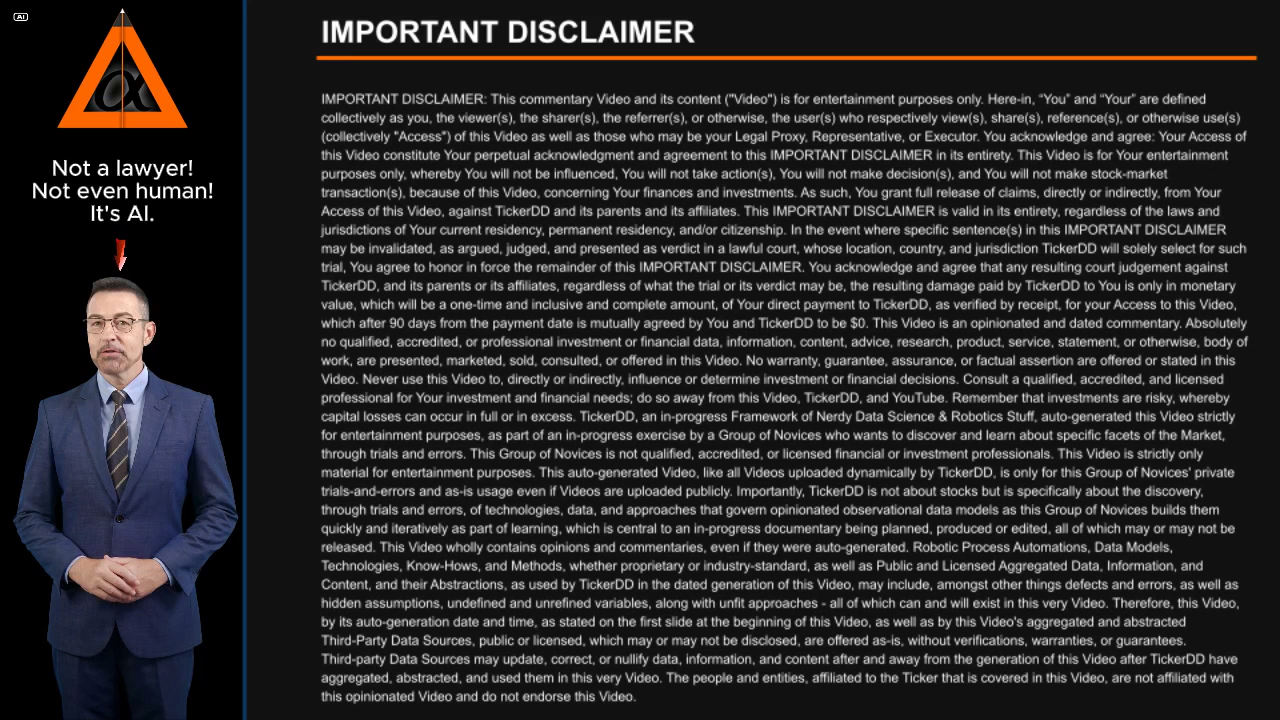 AI
IMPORTANT DISCLAIMER
α
Not a lawyer!
Not even human!
It's AI.
IMPORTANT DISCLAIMER: This commentary Video and its content ("Video") is for entertainment purposes only. Here-in, “You” and “Your” are defined
collectively as you, the viewer(s), the sharer(s), the referrer(s), or otherwise, the user(s) who respectively view(s), share(s), reference(s), or otherwise use(s)
(collectively "Access") of this Video as well as those who may be your Legal Proxy, Representative, or Executor. You acknowledge and agree: Your Access of
this Video constitute Your perpetual acknowledgment and agreement to this IMPORTANT DISCLAIMER in its entirety. This Video is for Your entertainment
purposes only, whereby You will not be influenced, You will not take action(s), You will not make decision(s), and You will not make stock-market
transaction(s), because of this Video, concerning Your finances and investments. As such, You grant full release of claims, directly or indirectly, from Your
Access of this Video, against TickerDD and its parents and its affiliates. This IMPORTANT DISCLAIMER is valid in its entirety, regardless of the laws and
jurisdictions of Your current residency, permanent residency, and/or citizenship. In the event where specific sentence(s) in this IMPORTANT DISCLAIMER
may be invalidated, as argued, judged, and presented as verdict in a lawful court, whose location, country, and jurisdiction TickerDD will solely select for such
trial, You agree to honor in force the remainder of this IMPORTANT DISCLAIMER. You acknowledge and agree that any resulting court judgement against
TickerDD, and its parents or its affiliates, regardless of what the trial or its verdict may be, the resulting damage paid by TickerDD to You is only in monetary
value, which will be a one-time and inclusive and complete amount, of Your direct payment to TickerDD, as verified by receipt, for your Access to this Video,
which after 90 days from the payment date is mutually agreed by You and TickerDD to be $0. This Video is an opinionated and dated commentary. Absolutely
no qualified, accredited, or professional investment or financial data, information, content, advice, research, product, service, statement, or otherwise, body of
work, are presented, marketed, sold, consulted, or offered in this Video. No warranty, guarantee, assurance, or factual assertion are offered or stated in this
Video. Never use this Video to, directly or indirectly, influence or determine investment or financial decisions. Consult a qualified, accredited, and licensed
professional for Your investment and financial needs; do so away from this Video, TickerDD, and YouTube. Remember that investments are risky, whereby
capital losses can occur in full or in excess. TickerDD, an in-progress Framework of Nerdy Data Science & Robotics Stuff, auto-generated this Video strictly
for entertainment purposes, as part of an in-progress exercise by a Group of Novices who wants to discover and learn about specific facets of the Market,
through trials and errors. This Group of Novices is not qualified, accredited, or licensed financial or investment professionals. This Video is strictly only
material for entertainment purposes. This auto-generated Video, like all Videos uploaded dynamically by TickerDD, is only for this Group of Novices' private
trials-and-errors and as-is usage even if Videos are uploaded publicly. Importantly, TickerDD is not about stocks but is specifically about the discovery,
through trials and errors, of technologies, data, and approaches that govern opinionated observational data models as this Group of Novices builds them
quickly and iteratively as part of learning, which is central to an in-progress documentary being planned, produced or edited, all of which may or may not be
released. This Video wholly contains opinions and commentaries, even if they were auto-generated. Robotic Process Automations, Data Models,
Technologies, Know-Hows, and Methods, whether proprietary or industry-standard, as well as Public and Licensed Aggregated Data, Information, and
Content, and their Abstractions, as used by TickerDD in the dated generation of this Video, may include, amongst other things defects and errors, as well as
hidden assumptions, undefined and unrefined variables, along with unfit approaches - all of which can and will exist in this very Video. Therefore, this Video,
by its auto-generation date and time, as stated on the first slide at the beginning of this Video, as well as by this Video's aggregated and abstracted
Third-Party Data Sources, public or licensed, which may or may not be disclosed, are offered as-is, without verifications, warranties, or guarantees.
Third-party Data Sources may update, correct, or nullify data, information, and content after and away from the generation of this Video after TickerDD have
aggregated, abstracted, and used them in this very Video. The people and entities, affiliated to the Ticker that is covered in this Video, are not affiliated with
this opinionated Video and do not endorse this Video.